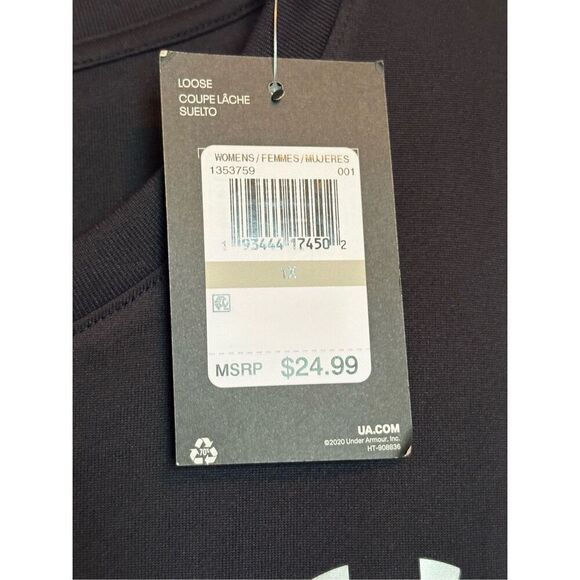 LOOSE
COUPE LÂCHE
SUELTO
WOMENS/FEMMES/MUJERES
1353759 001
1 93444 17450 2
1X
MSRP $24.99
UA.COM
©2020 Under Armour, Inc.
HT-908836
70%